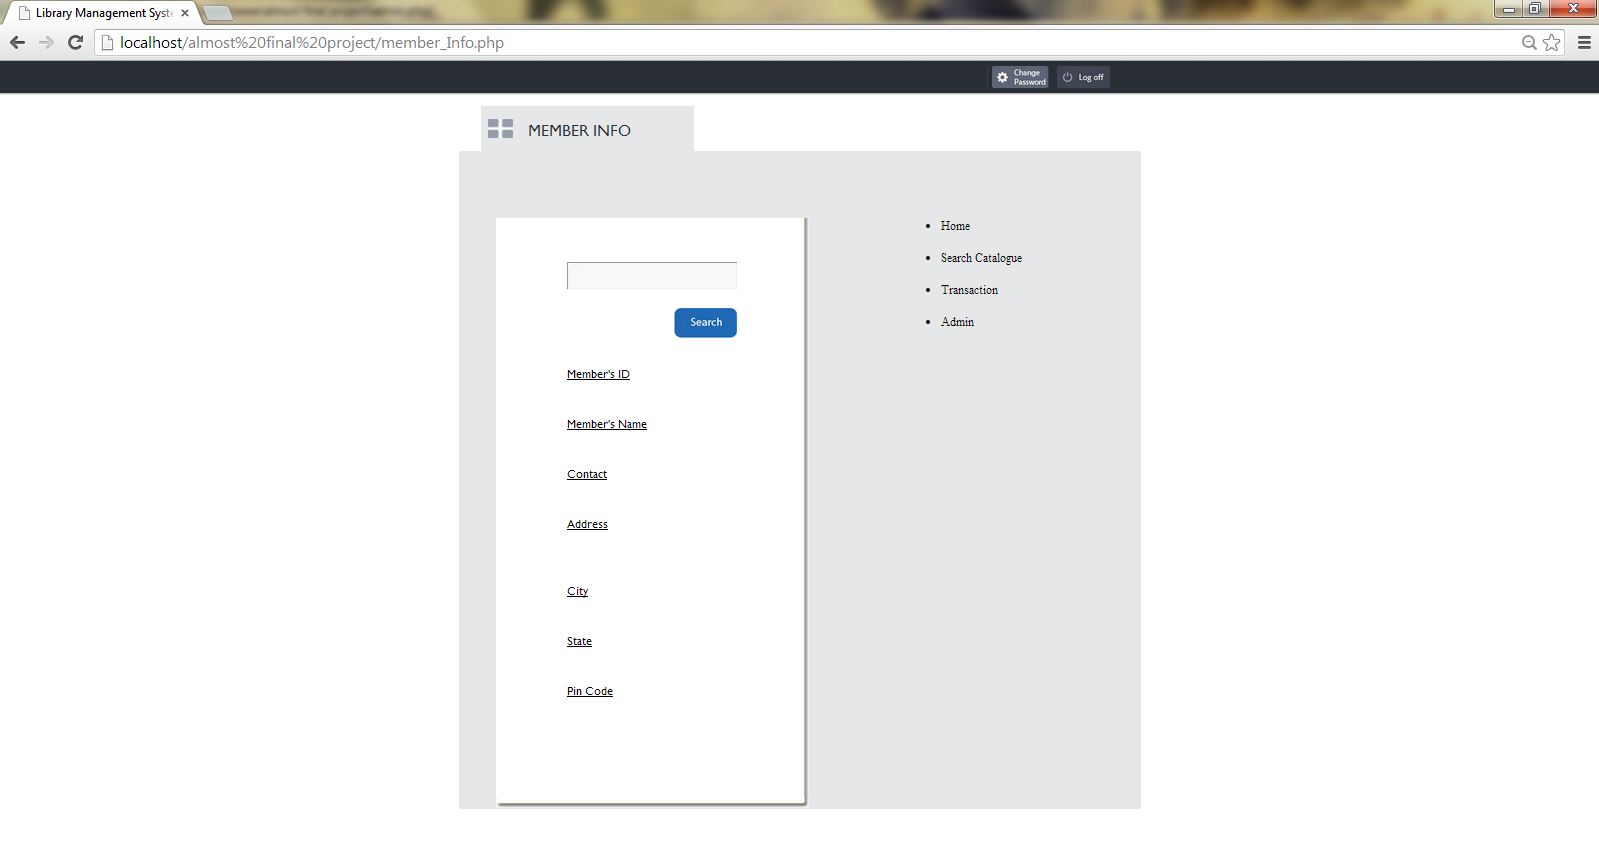 Library Management Syst
localhost/almost%20final%20project/member_Info.php
Change
Password
Log off
MEMBER INFO
Home
Search Catalogue
Transaction
Admin
Search
Member's ID
Member's Name
Contact
Address
City
State
Pin Code